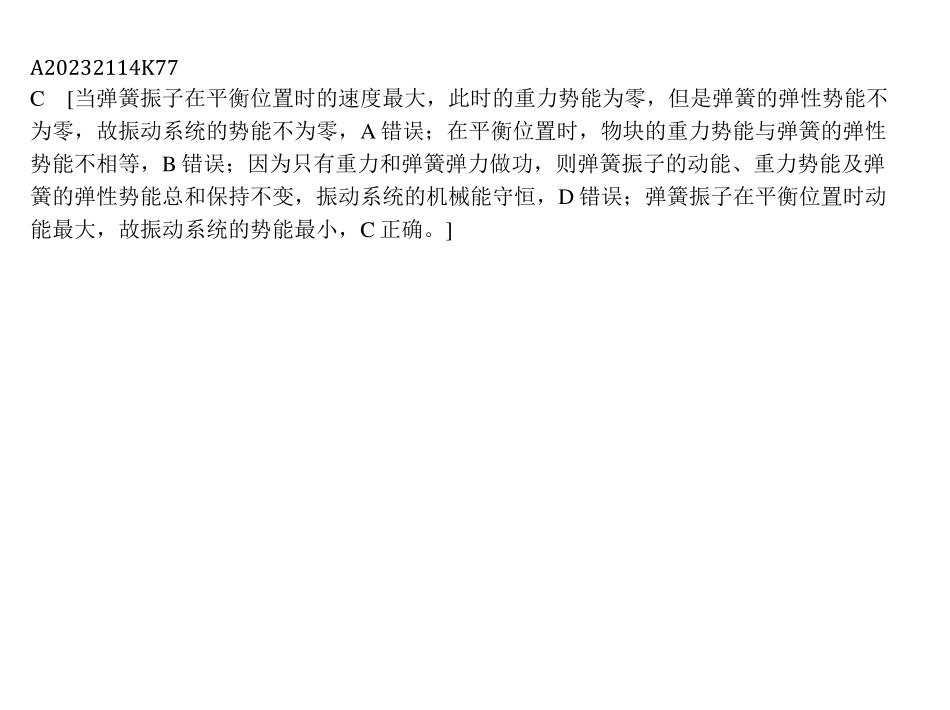 A20232114K77
C [当弹簧振子在平衡位置时的速度最大，此时的重力势能为零，但是弹簧的弹性势能不
为零，故振动系统的势能不为零，A 错误；在平衡位置时，物块的重力势能与弹簧的弹性
势能不相等，B 错误；因为只有重力和弹簧弹力做功，则弹簧振子的动能、重力势能及弹
簧的弹性势能总和保持不变，振动系统的机械能守恒，D 错误；弹簧振子在平衡位置时动
能最大，故振动系统的势能最小，C 正确。]